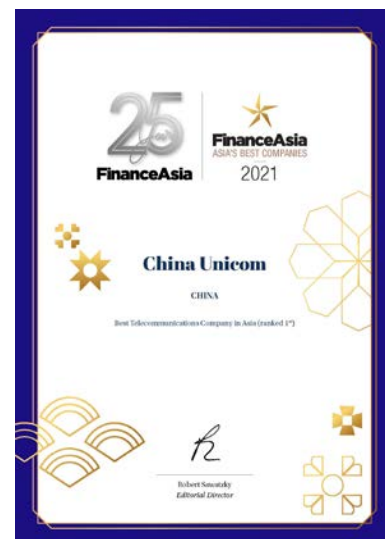 25
Years
FinanceAsia
FinanceAsia
ASIA'S BEST COMPANIES
2021
China Unicom
CHINA
Best Telecommunications Company in Asia (ranked 1st)
Robert Sawatzky
Editorial Director